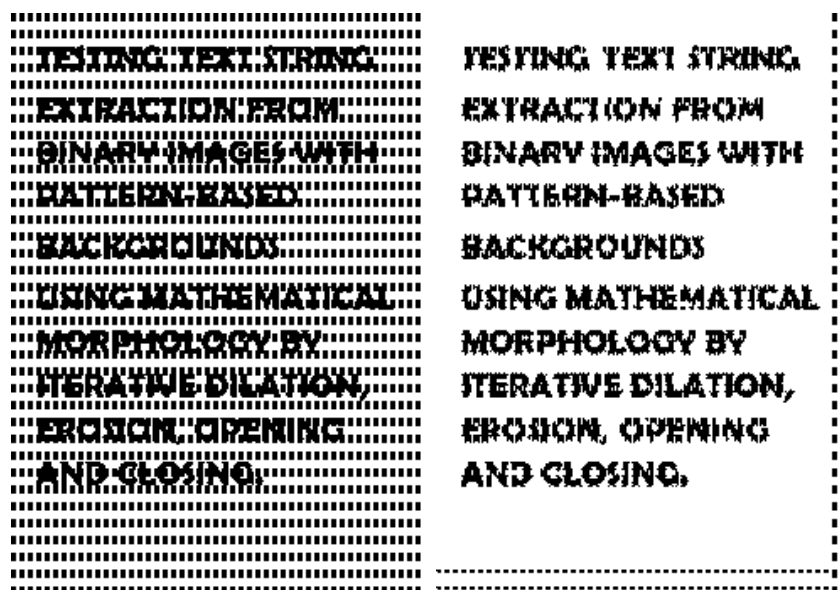 TESTING TEXT STRING
EXTRACTION FROM
BINARY IMAGES WITH
PATTERN-BASED
BACKGROUNDS
USING MATHEMATICAL
MORPHOLOGY BY
ITERATIVE DILATION,
EROSION, OPENING
AND CLOSING.
TESTING TEXT STRING
EXTRACTION FROM
BINARY IMAGES WITH
PATTERN-BASED
BACKGROUNDS
USING MATHEMATICAL
MORPHOLOGY BY
ITERATIVE DILATION,
EROSION, OPENING
AND CLOSING.